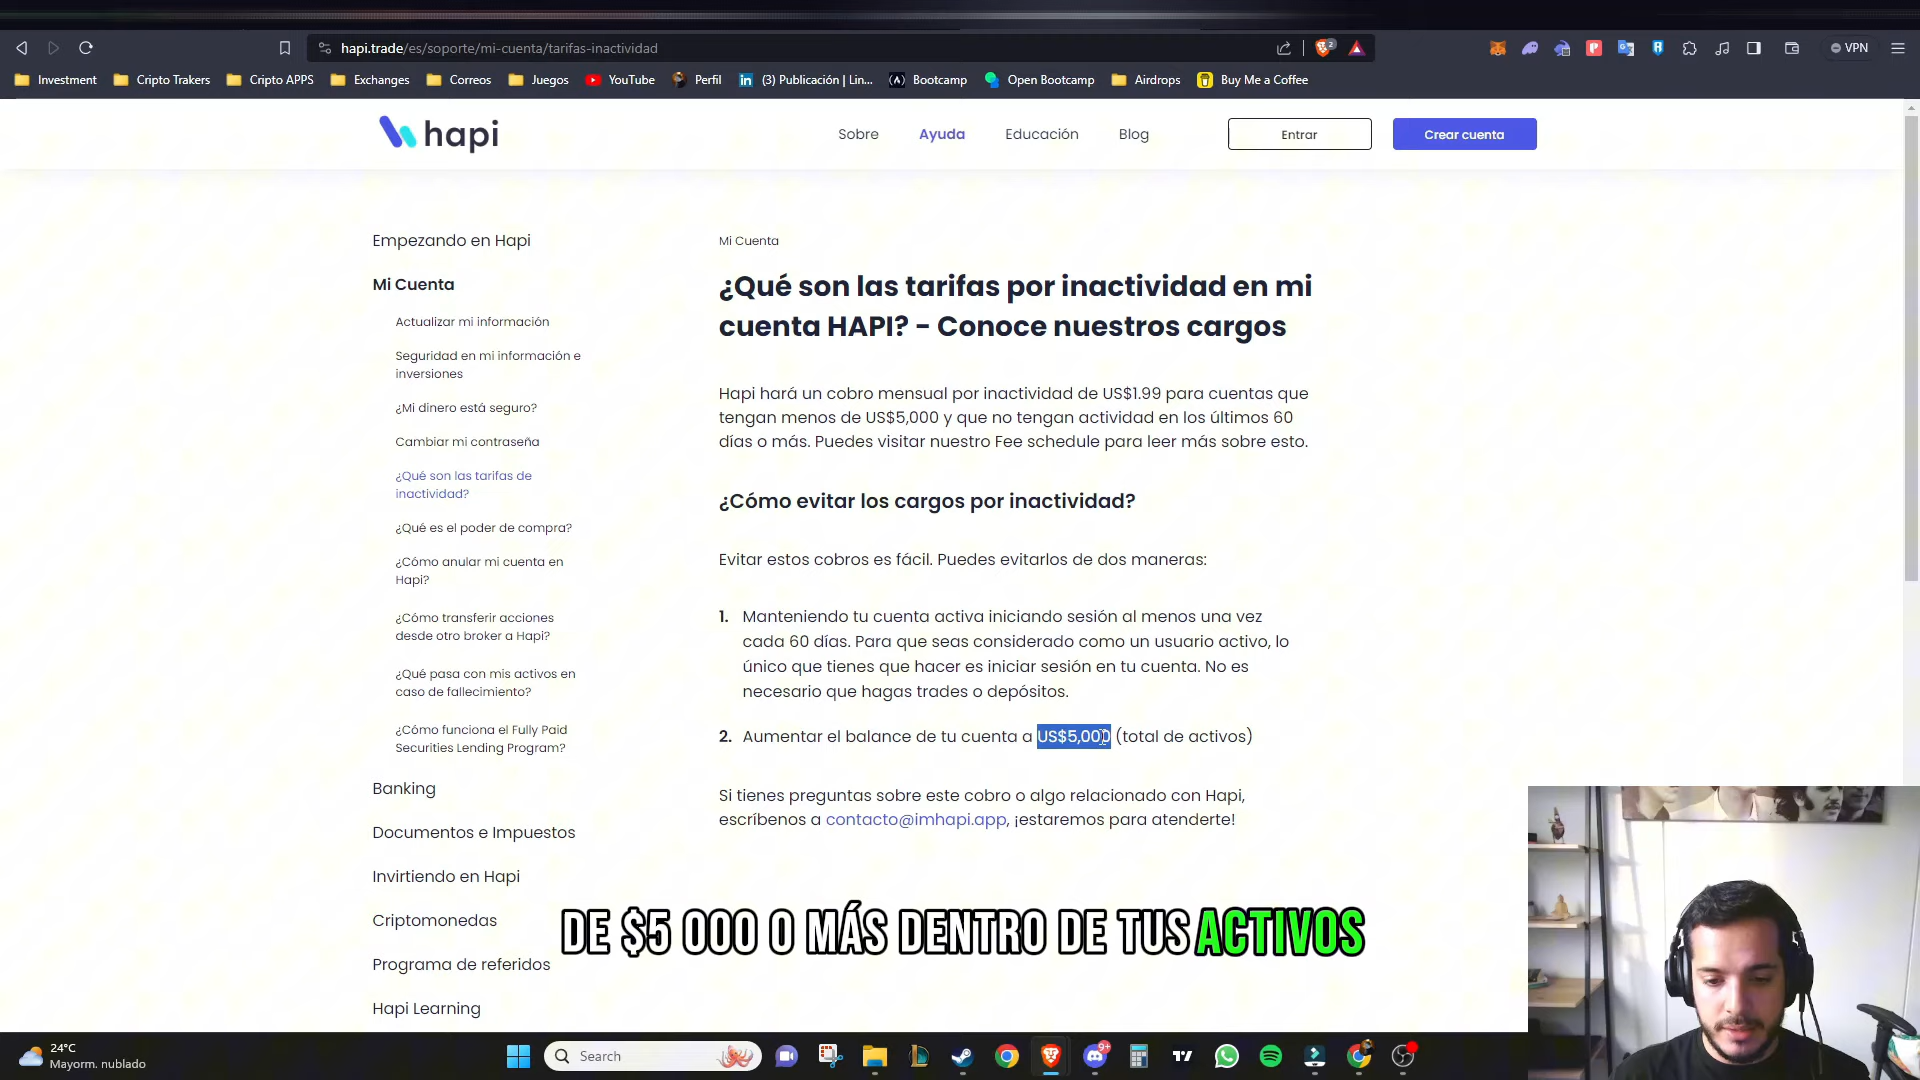 hapi.trade/es/soporte/mi-cuenta/tarifas-inactividad
VPN
Investment
Cripto Trakers
Cripto APPS
Exchanges
Correos
Juegos
YouTube
Perfil
(3) Publicación | Lin...
Bootcamp
Open Bootcamp
Airdrops
Buy Me a Coffee
hapi
Sobre
Ayuda
Educación
Blog
Entrar
Crear cuenta
Empezando en Hapi
Mi Cuenta
Actualizar mi información
Seguridad en mi información e
inversiones
¿Mi dinero está seguro?
Cambiar mi contraseña
¿Qué son las tarifas de
inactividad?
¿Qué es el poder de compra?
¿Cómo anular mi cuenta en
Hapi?
¿Cómo transferir acciones
desde otro broker a Hapi?
¿Qué pasa con mis activos en
caso de fallecimiento?
¿Cómo funciona el Fully Paid
Securities Lending Program?
Banking
Documentos e Impuestos
Invirtiendo en Hapi
Criptomonedas
Programa de referidos
Hapi Learning
Mi Cuenta
¿Qué son las tarifas por inactividad en mi
cuenta HAPI? - Conoce nuestros cargos
Hapi hará un cobro mensual por inactividad de US$1.99 para cuentas que
tengan menos de US$5,000 y que no tengan actividad en los últimos 60
días o más. Puedes visitar nuestro Fee schedule para leer más sobre esto.
¿Cómo evitar los cargos por inactividad?
Evitar estos cobros es fácil. Puedes evitarlos de dos maneras:
1. Manteniendo tu cuenta activa iniciando sesión al menos una vez
cada 60 días. Para que seas considerado como un usuario activo, lo
único que tienes que hacer es iniciar sesión en tu cuenta. No es
necesario que hagas trades o depósitos.
2. Aumentar el balance de tu cuenta a US$5,000 (total de activos)
Si tienes preguntas sobre este cobro o algo relacionado con Hapi,
escríbenos a contacto@imhapi.app, ¡estaremos para atenderte!
DE $5 000 O MÁS DENTRO DE TUS ACTIVOS
24°C
Mayorm. nublado
Search
9+